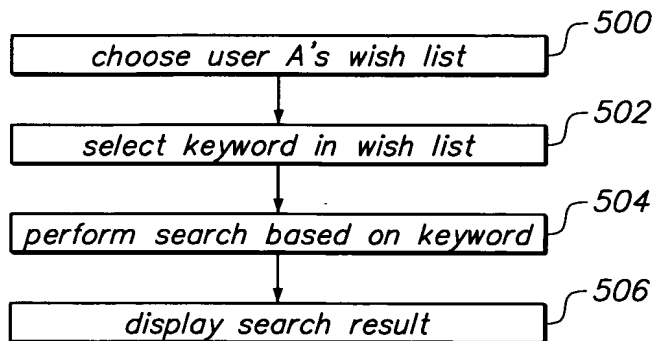 500
choose user A's wish list
502
select keyword in wish list
504
perform search based on keyword
506
display search result